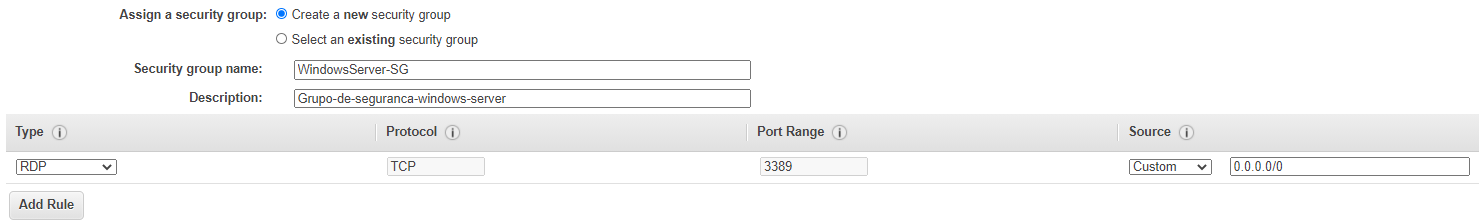 Assign a security group: Create a new security group
Select an existing security group
Security group name: WindowsServer-SG
Description: Grupo-de-seguranca-windows-server
Type i Protocol i Port Range i Source i
RDP TCP 3389 Custom 0.0.0.0/0
Add Rule